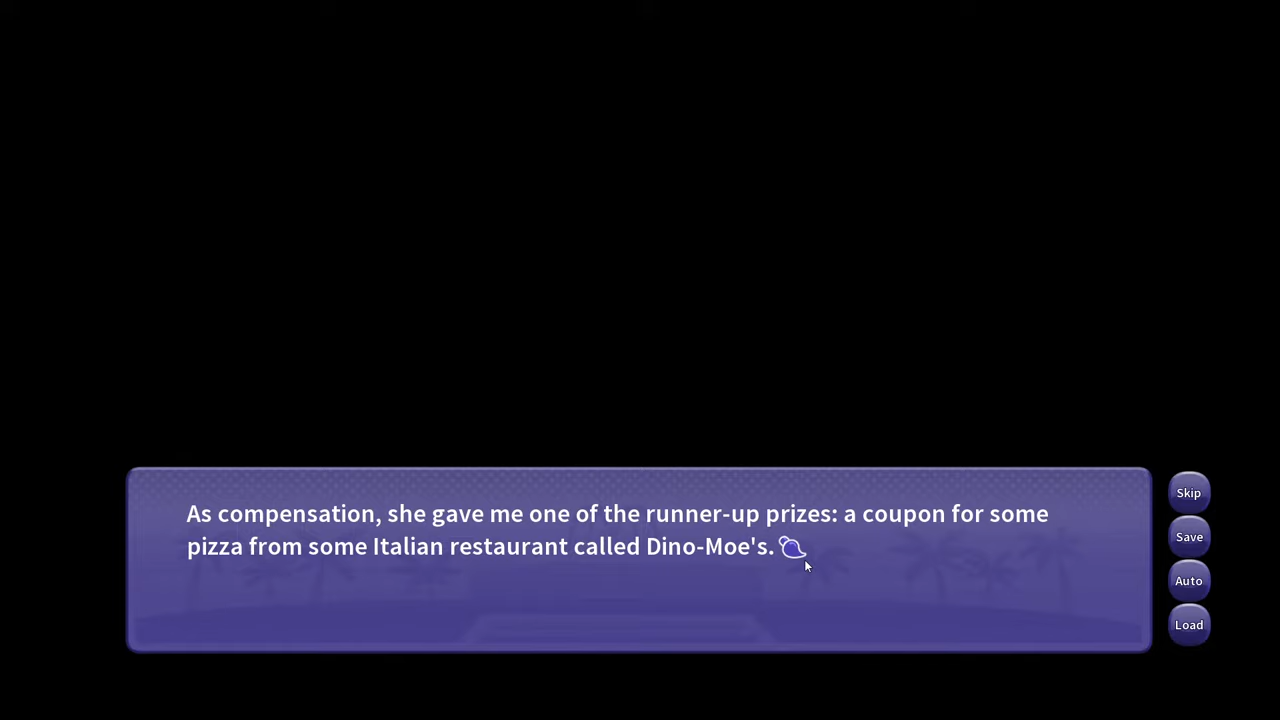 As compensation, she gave me one of the runner-up prizes: a coupon for some
pizza from some Italian restaurant called Dino-Moe's.
Skip
Save
Auto
Load